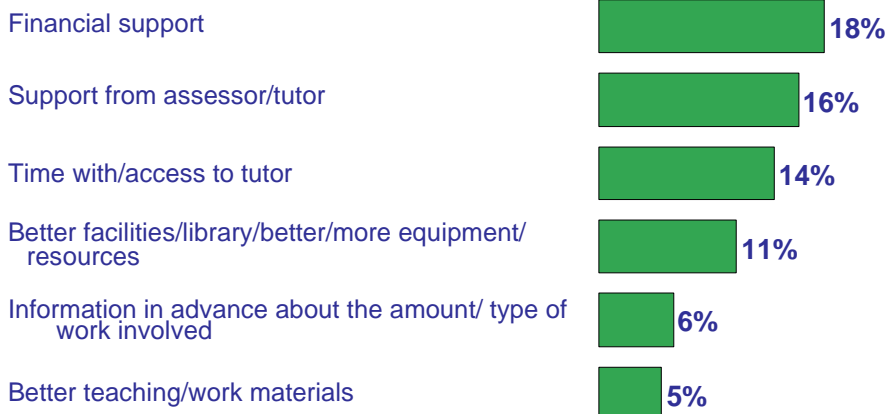 Financial support
18%
Support from assessor/tutor
16%
Time with/access to tutor
14%
Better facilities/library/better/more equipment/
resources
11%
Information in advance about the amount/ type of
work involved
6%
Better teaching/work materials
5%